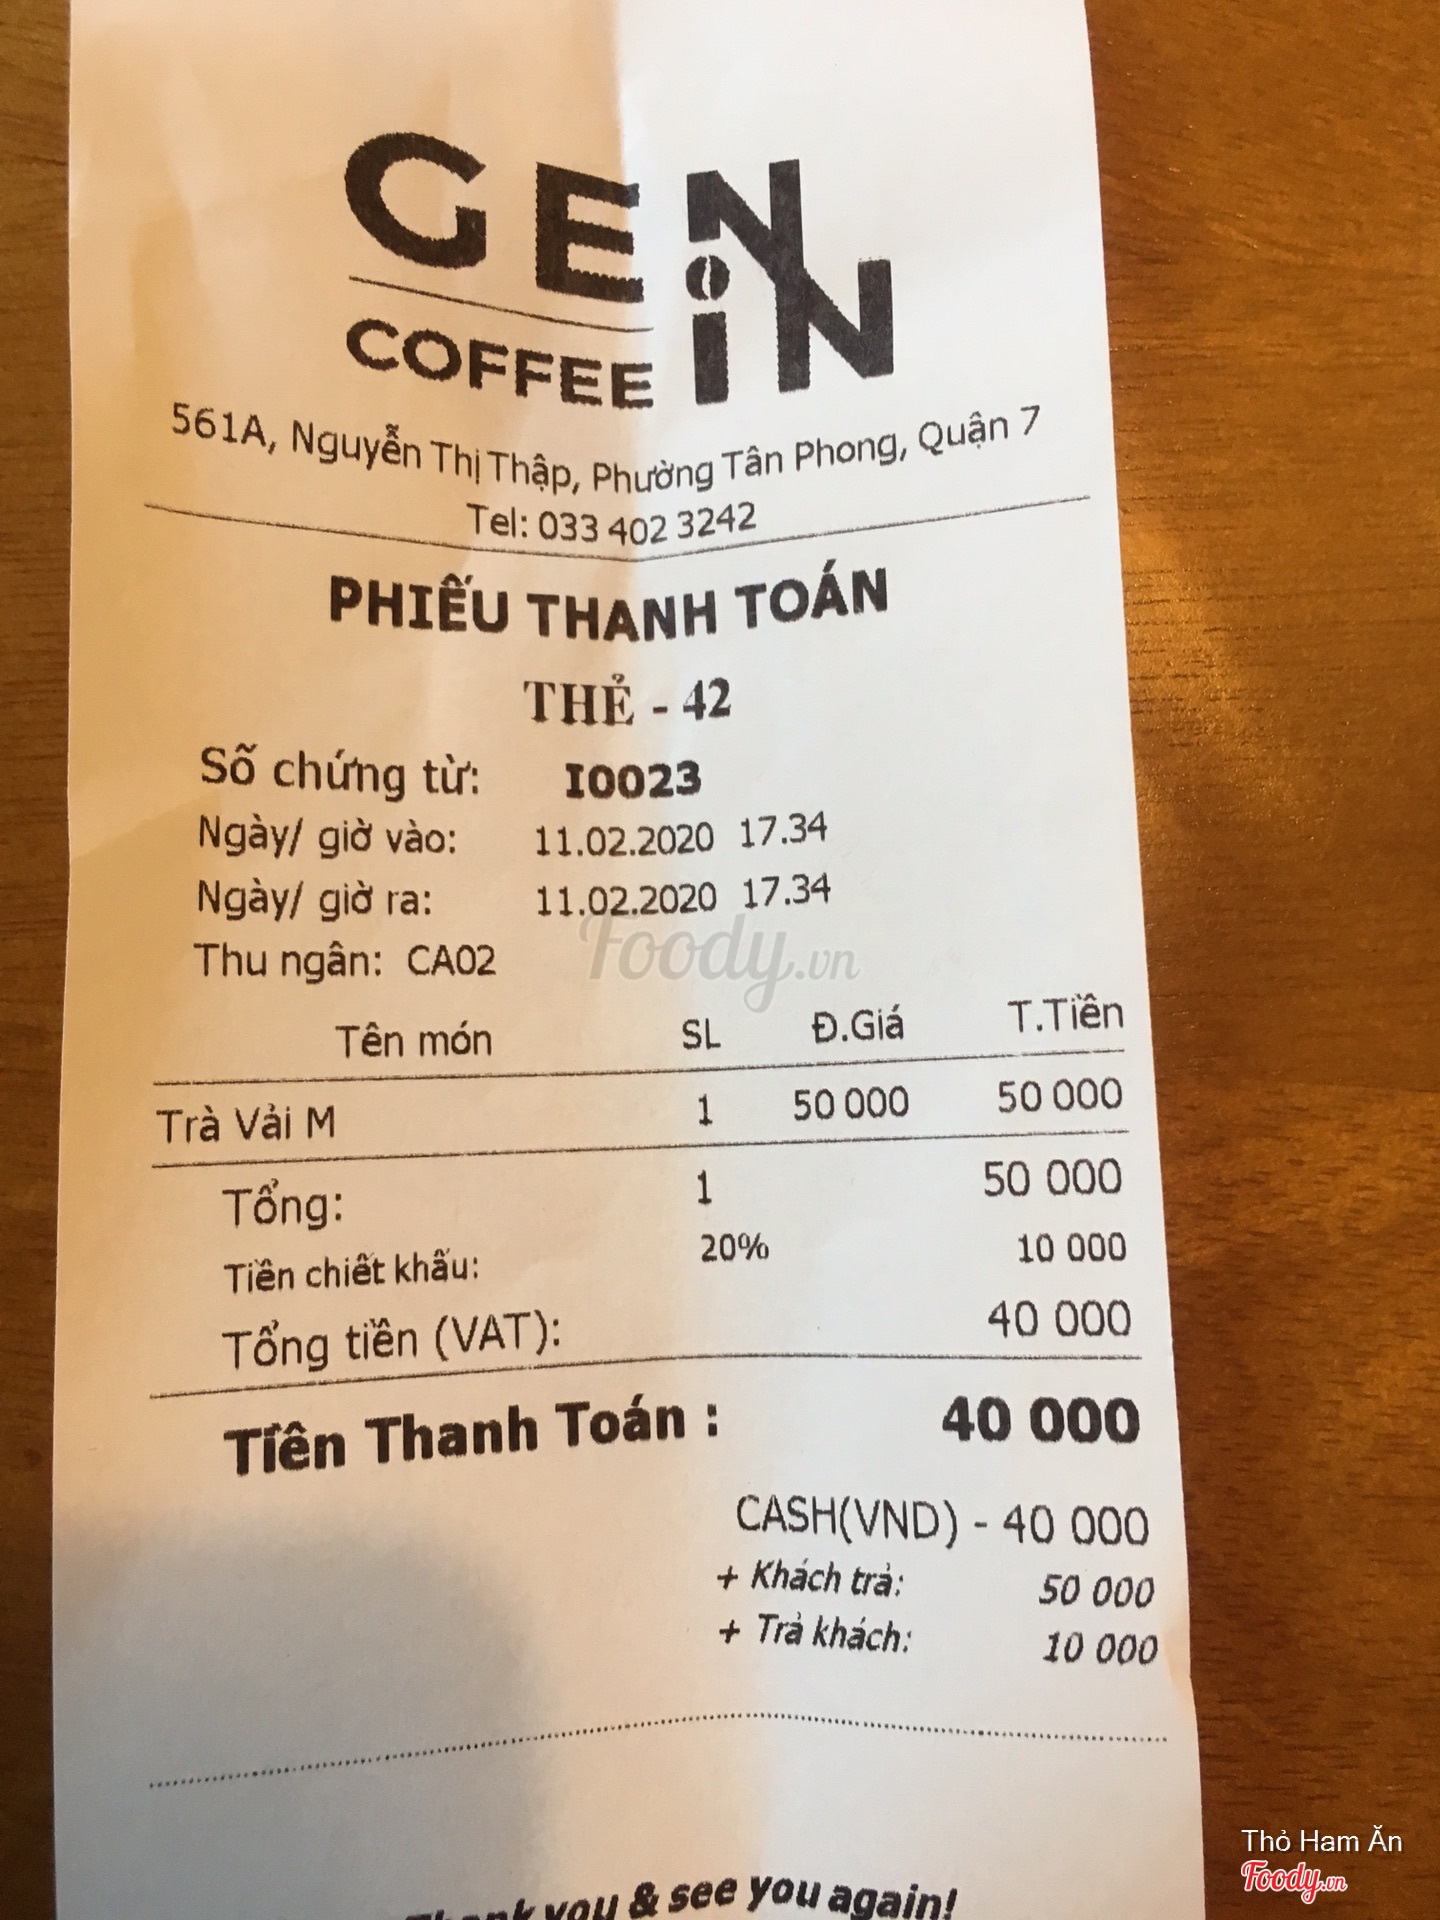 GEN
COFFEE iN
561A, Nguyễn Thị Thập, Phường Tân Phong, Quận 7
Tel: 033 402 3242
PHIẾU THANH TOÁN
THẺ - 42
Số chứng từ: I0023
Ngày/ giờ vào: 11.02.2020 17.34
Ngày/ giờ ra: 11.02.2020 17.34
Thu ngân: CA02
Foody.vn
Tên món SL Đ.Giá T.Tiền
Trà Vải M 1 50 000 50 000
Tổng: 1 50 000
Tiền chiết khấu: 20% 10 000
Tổng tiền (VAT): 40 000
Tiền Thanh Toán : 40 000
CASH(VND) - 40 000
+ Khách trả: 50 000
+ Trả khách: 10 000
Thank you & see you again!
Thỏ Ham Ăn
Foody.vn